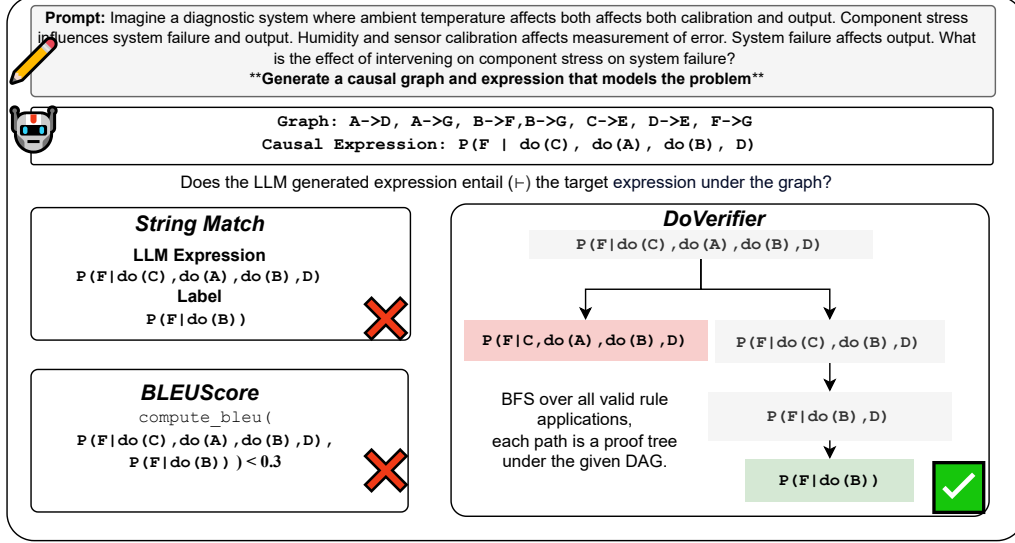 Prompt: Imagine a diagnostic system where ambient temperature affects both affects both calibration and output. Component stress
influences system failure and output. Humidity and sensor calibration affects measurement of error. System failure affects output. What
is the effect of intervening on component stress on system failure?
**Generate a causal graph and expression that models the problem**
Graph: A->D, A->G, B->F,B->G, C->E, D->E, F->G
Causal Expression: P(F | do(C), do(A), do(B), D)
Does the LLM generated expression entail (⊢) the target expression under the graph?
String Match
LLM Expression
P(F|do(C),do(A),do(B),D)
Label
P(F|do(B))
BLEUScore
compute_bleu(
P(F|do(C),do(A),do(B),D),
P(F|do(B)) ) < 0.3
DoVerifier
P(F|do(C),do(A),do(B),D)
P(F|C,do(A),do(B),D)
P(F|do(C),do(B),D)
BFS over all valid rule
applications,
each path is a proof tree
under the given DAG.
P(F|do(B),D)
P(F|do(B))